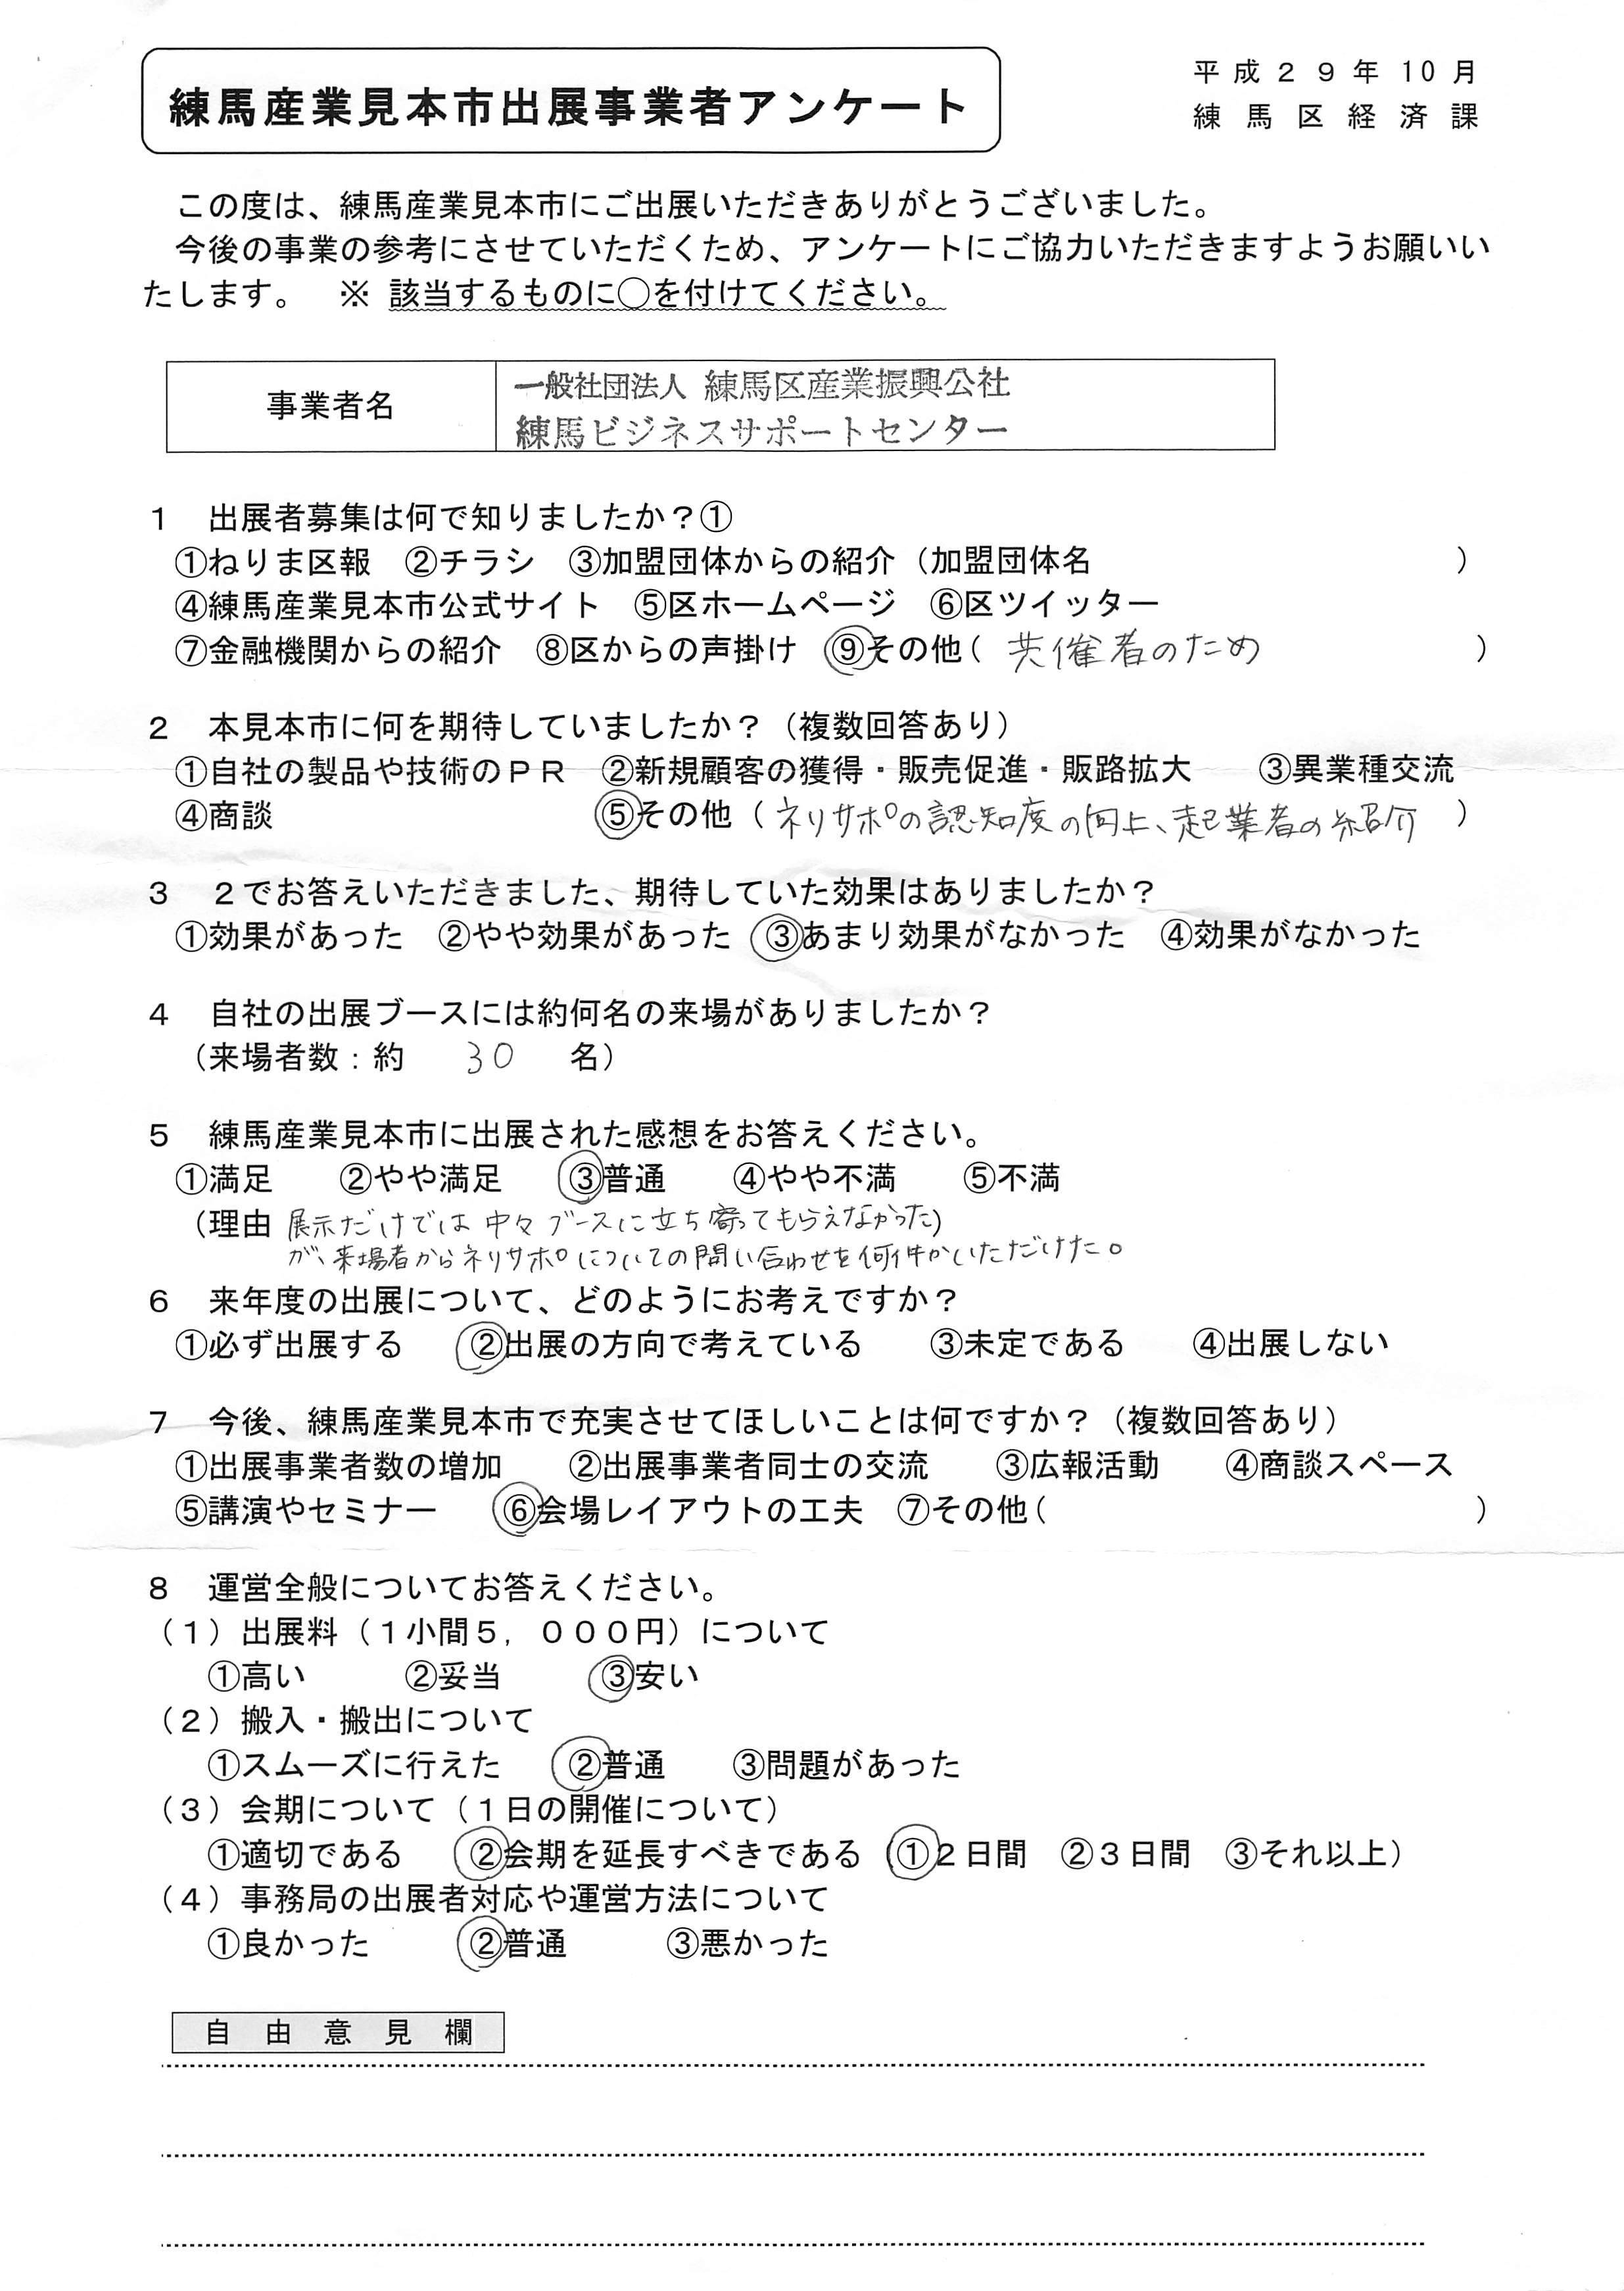 練馬産業見本市出展事業者アンケート
平成２９年10月
練馬区経済課
この度は、練馬産業見本市にご出展いただきありがとうございました。
今後の事業の参考にさせていただくため、アンケートにご協力いただきますようお願いい
たします。　※ 該当するものに○を付けてください。
事業者名
一般社団法人 練馬区産業振興公社
練馬ビジネスサポートセンター
１　出展者募集は何で知りましたか？①
①ねりま区報　②チラシ　③加盟団体からの紹介（加盟団体名　　　　　　　　　　　）
④練馬産業見本市公式サイト　⑤区ホームページ　⑥区ツイッター
⑦金融機関からの紹介　⑧区からの声掛け　⑨その他( 共催者のため )
２　本見本市に何を期待していましたか？（複数回答あり）
①自社の製品や技術のＰＲ　②新規顧客の獲得・販売促進・販路拡大　　③異業種交流
④商談　　⑤その他（ ネリサポの認知度の向上、起業者の紹介 ）
３　２でお答えいただきました、期待していた効果はありましたか？
①効果があった　②やや効果があった　③あまり効果がなかった　④効果がなかった
４　自社の出展ブースには約何名の来場がありましたか？
（来場者数：約　30　名）
５　練馬産業見本市に出展された感想をお答えください。
①満足　　②やや満足　　③普通　　④やや不満　　⑤不満
（理由 展示だけでは中々ブースに立ち寄ってもらえなかった）
が、来場者からネリサポについての問い合わせを何件かいただけた。
６　来年度の出展について、どのようにお考えですか？
①必ず出展する　　②出展の方向で考えている　　③未定である　　④出展しない
７　今後、練馬産業見本市で充実させてほしいことは何ですか？（複数回答あり）
①出展事業者数の増加　　②出展事業者同士の交流　　③広報活動　　④商談スペース
⑤講演やセミナー　　⑥会場レイアウトの工夫　⑦その他(　　　　　　　　　　　　　)
８　運営全般についてお答えください。
（１）出展料（１小間５，０００円）について
①高い　　　②妥当　　　③安い
（２）搬入・搬出について
①スムーズに行えた　　②普通　　③問題があった
（３）会期について（１日の開催について）
①適切である　　②会期を延長すべきである（①２日間　②３日間　③それ以上）
（４）事務局の出展者対応や運営方法について
①良かった　　　②普通　　　③悪かった
自由意見欄